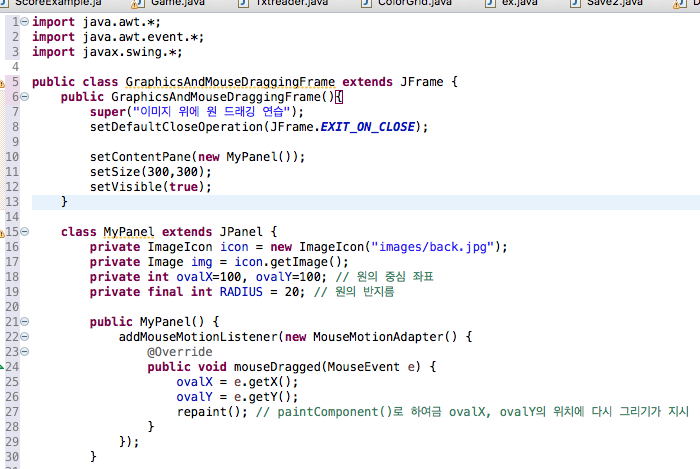 ScoreExample.ja Game.java Txtreader.java ColorGrid.java ex.java Save2.java
1 import java.awt.*;
2 import java.awt.event.*;
3 import javax.swing.*;
4
5 public class GraphicsAndMouseDraggingFrame extends JFrame {
6 public GraphicsAndMouseDraggingFrame(){
7 super("이미지 위에 원 드래깅 연습");
8 setDefaultCloseOperation(JFrame.EXIT_ON_CLOSE);
9
10 setContentPane(new MyPanel());
11 setSize(300,300);
12 setVisible(true);
13 }
14
15 class MyPanel extends JPanel {
16 private ImageIcon icon = new ImageIcon("images/back.jpg");
17 private Image img = icon.getImage();
18 private int ovalX=100, ovalY=100; // 원의 중심 좌표
19 private final int RADIUS = 20; // 원의 반지름
20
21 public MyPanel() {
22 addMouseMotionListener(new MouseMotionAdapter() {
23 @Override
24 public void mouseDragged(MouseEvent e) {
25 ovalX = e.getX();
26 ovalY = e.getY();
27 repaint(); // paintComponent()로 하여금 ovalX, ovalY의 위치에 다시 그리기가 지시
28 }
29 });
30 }